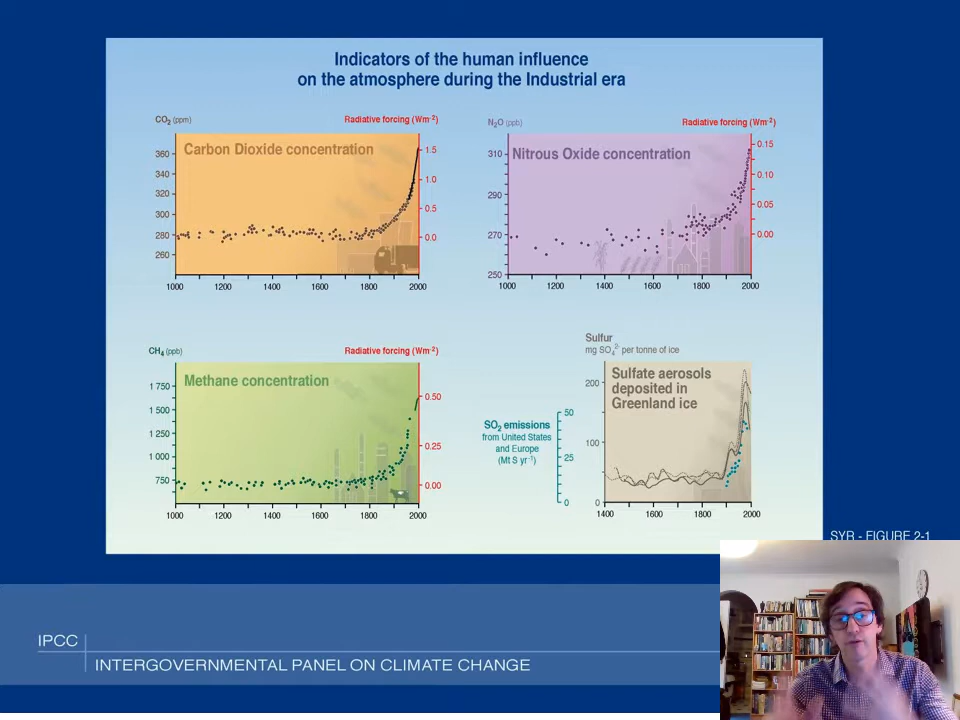 Indicators of the human influence
on the atmosphere during the Industrial era
CO2 (ppm)
Radiative forcing (Wm-2)
Carbon Dioxide concentration
360
340
320
300
280
260
1.5
1.0
0.5
0.0
1000 1200 1400 1600 1800 2000
N2O (ppb)
Radiative forcing (Wm-2)
Nitrous Oxide concentration
310
290
270
250
0.15
0.10
0.05
0.00
1000 1200 1400 1600 1800 2000
CH4 (ppb)
Radiative forcing (Wm-2)
Methane concentration
1 750
1 500
1 250
1 000
750
0.50
0.25
0.00
1000 1200 1400 1600 1800 2000
Sulfur
mg SO4 2- per tonne of ice
Sulfate aerosols
deposited in
Greenland ice
200
100
0
SO2 emissions
from United States
and Europe
(Mt S yr-1)
50
25
0
1400 1600 1800 2000
SYR - FIGURE 2-1
IPCC
INTERGOVERNMENTAL PANEL ON CLIMATE CHANGE